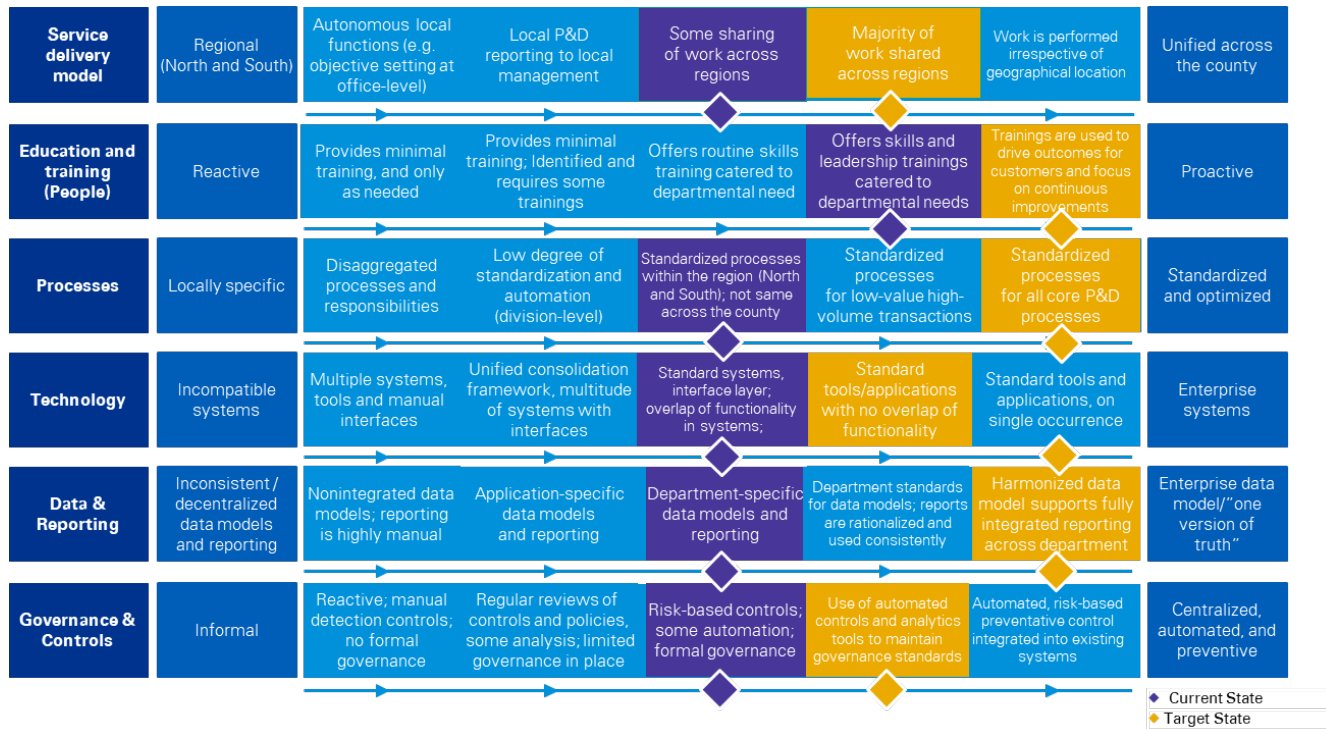 Service
delivery
model
Regional
(North and South)
Autonomous local
functions (e.g.
objective setting at
office-level)
Local P&D
reporting to local
management
Some sharing
of work across
regions
Majority of
work shared
across regions
Work is performed
irrespective of
geographical location
Unified across
the county
Education and
training
(People)
Reactive
Provides minimal
training, and only
as needed
Provides minimal
training; Identified and
requires some
trainings
Offers routine skills
training catered to
departmental need
Offers skills and
leadership trainings
catered to
departmental needs
Trainings are used to
drive outcomes for
customers and focus
on continuous
improvements
Proactive
Processes
Locally specific
Disaggregated
processes and
responsibilities
Low degree of
standardization and
automation
(division-level)
Standardized processes
within the region (North
and South); not same
across the county
Standardized
processes
for low-value high-
volume transactions
Standardized
processes
for all core P&D
processes
Standardized
and optimized
Technology
Incompatible
systems
Multiple systems,
tools and manual
interfaces
Unified consolidation
framework, multitude
of systems with
interfaces
Standard systems,
interface layer;
overlap of functionality
in systems;
Standard
tools/applications
with no overlap of
functionality
Standard tools and
applications, on
single occurrence
Enterprise
systems
Data &
Reporting
Inconsistent/
decentralized
data models
and reporting
Nonintegrated data
models; reporting
is highly manual
Application-specific
data models
and reporting
Department-specific
data models and
reporting
Department standards
for data models; reports
are rationalized and
used consistently
Harmonized data
model supports fully
integrated reporting
across department
Enterprise data
model/"one
version of
truth"
Governance &
Controls
Informal
Reactive; manual
detection controls;
no formal
governance
Regular reviews of
controls and policies,
some analysis; limited
governance in place
Risk-based controls;
some automation;
formal governance
Use of automated
controls and analytics
tools to maintain
governance standards
Automated, risk-based
preventative control
integrated into existing
systems
Centralized,
automated, and
preventive
Current State
Target State